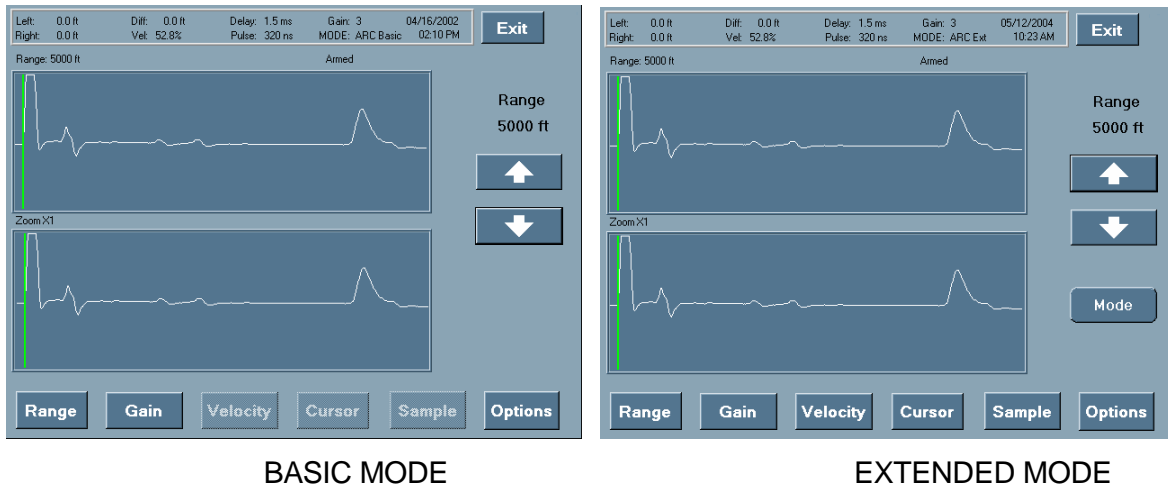 Left: 0.0 ft Diff: 0.0 ft Delay: 1.5 ms Gain: 3 04/16/2002
Right: 0.0 ft Vel: 52.8% Pulse: 320 ns MODE: ARC Basic 02:10 PM
Exit
Range: 5000 ft Armed
Range
5000 ft
Zoom X1
Range Gain Velocity Cursor Sample Options
BASIC MODE
Left: 0.0 ft Diff: 0.0 ft Delay: 1.5 ms Gain: 3 05/12/2004
Right: 0.0 ft Vel: 52.8% Pulse: 320 ns MODE: ARC Ext 10:23 AM
Exit
Range: 5000 ft Armed
Range
5000 ft
Zoom X1
Mode
Range Gain Velocity Cursor Sample Options
EXTENDED MODE